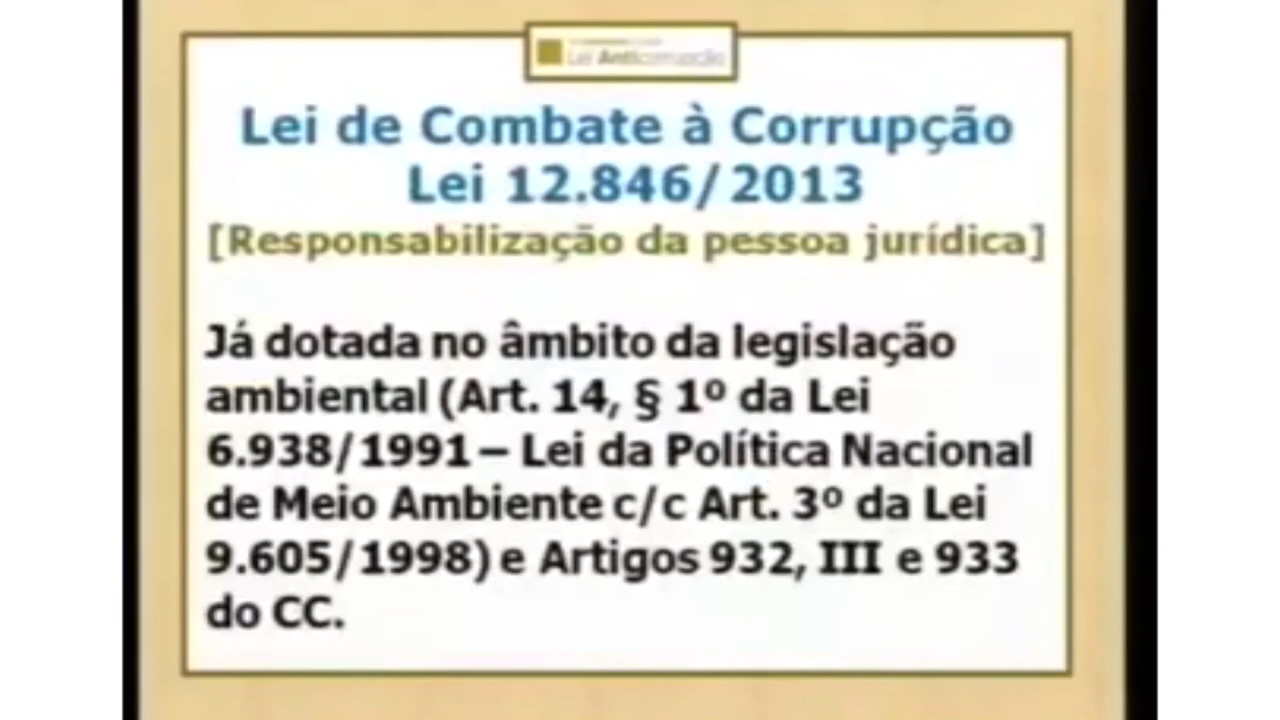 Lei Anticorrupção
Lei de Combate à Corrupção
Lei 12.846/2013
[Responsabilização da pessoa jurídica]
Já dotada no âmbito da legislação
ambiental (Art. 14, § 1º da Lei
6.938/1991 – Lei da Política Nacional
de Meio Ambiente c/c Art. 3º da Lei
9.605/1998) e Artigos 932, III e 933
do CC.